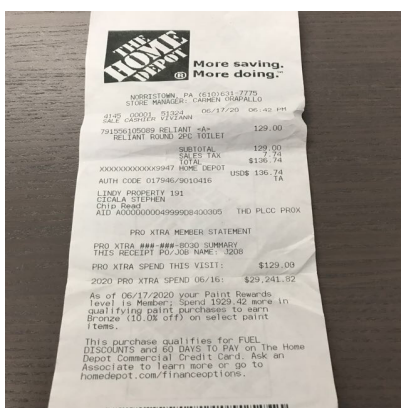 THE
HOME
DEPOT
®
More saving.
More doing.™
NORRISTOWN, PA (610)631-7775
STORE MANAGER: CARMEN ORAPALLO
4145 00001 51324 06/17/20 06:42 PM
SALE CASHIER VIVIANN
791556105089 RELIANT <A> 129.00
RELIANT ROUND 2PC TOILET
SUBTOTAL 129.00
SALES TAX 7.74
TOTAL $136.74
XXXXXXXXXXXX9947 HOME DEPOT
USD$ 136.74
AUTH CODE 017946/9010416 TA
LINDY PROPERTY 191
CICALA STEPHEN
Chip Read
AID A0000000049999D8400305 THD PLCC PROX
PRO XTRA MEMBER STATEMENT
PRO XTRA ###-###-8030 SUMMARY
THIS RECEIPT PO/JOB NAME: J208
PRO XTRA SPEND THIS VISIT: $129.00
2020 PRO XTRA SPEND 06/16: $29,241.82
As of 06/17/2020 your Paint Rewards
level is Member; Spend 1929.42 more in
qualifying paint purchases to earn
Bronze (10.0% off) on select paint
items.
This purchase qualifies for FUEL
DISCOUNTS and 60 DAYS TO PAY on The Home
Depot Commercial Credit Card. Ask an
Associate to learn more or go to
homedepot.com/financeoptions.